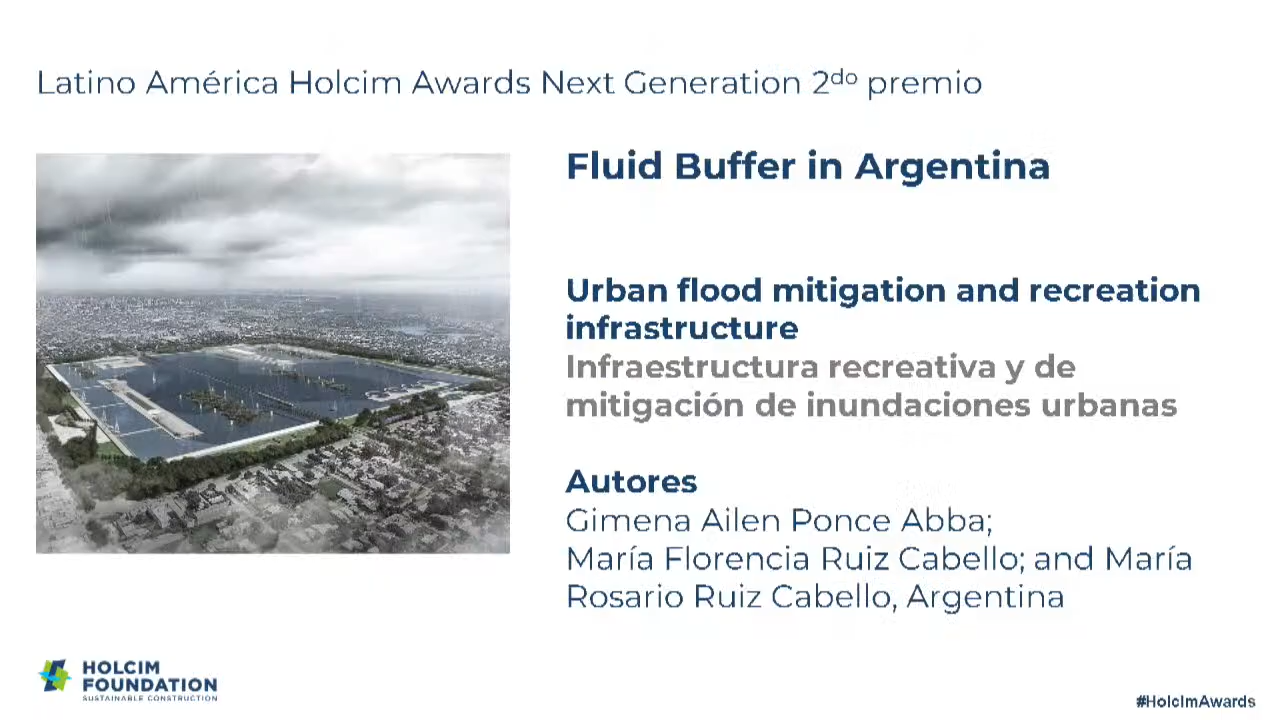 Latino América Holcim Awards Next Generation 2do premio
Fluid Buffer in Argentina
Urban flood mitigation and recreation
infrastructure
Infraestructura recreativa y de
mitigación de inundaciones urbanas
Autores
Gimena Ailen Ponce Abba;
María Florencia Ruiz Cabello; and María
Rosario Ruiz Cabello, Argentina
HOLCIM
FOUNDATION
SUSTAINABLE CONSTRUCTION
#HolcimAwards